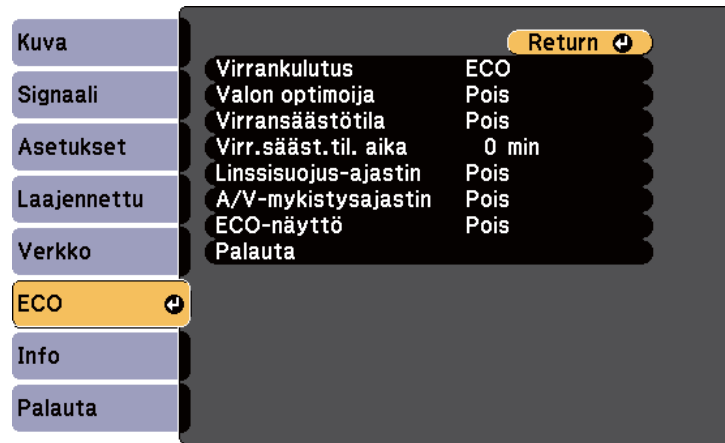 Kuva
Signaali
Asetukset
Laajennettu
Verkko
ECO
Info
Palauta
Return
Virrankulutus ECO
Valon optimoija Pois
Virransäästötila Pois
Virr.sääst.til. aika 0 min
Linssisuojus-ajastin Pois
A/V-mykistysajastin Pois
ECO-näyttö Pois
Palauta